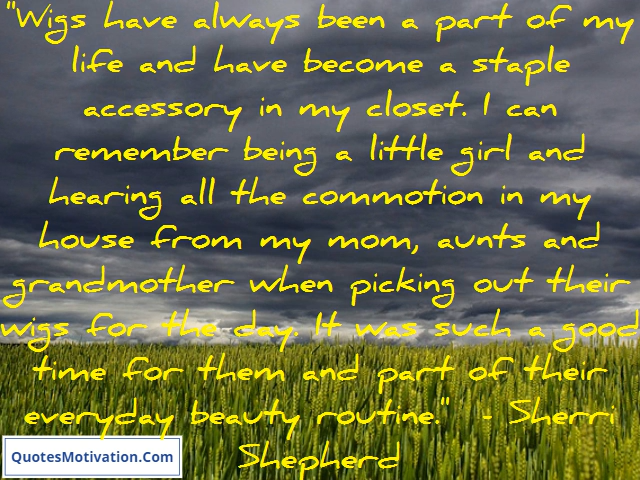 "Wigs have always been a part of my
life and have become a staple
accessory in my closet. I can
remember being a little girl and
hearing all the commotion in my
house from my mom, aunts and
grandmother when picking out their
wigs for the day. It was such a good
time for them and part of their
everyday beauty routine." - Sherri
Shepherd
QuotesMotivation.Com